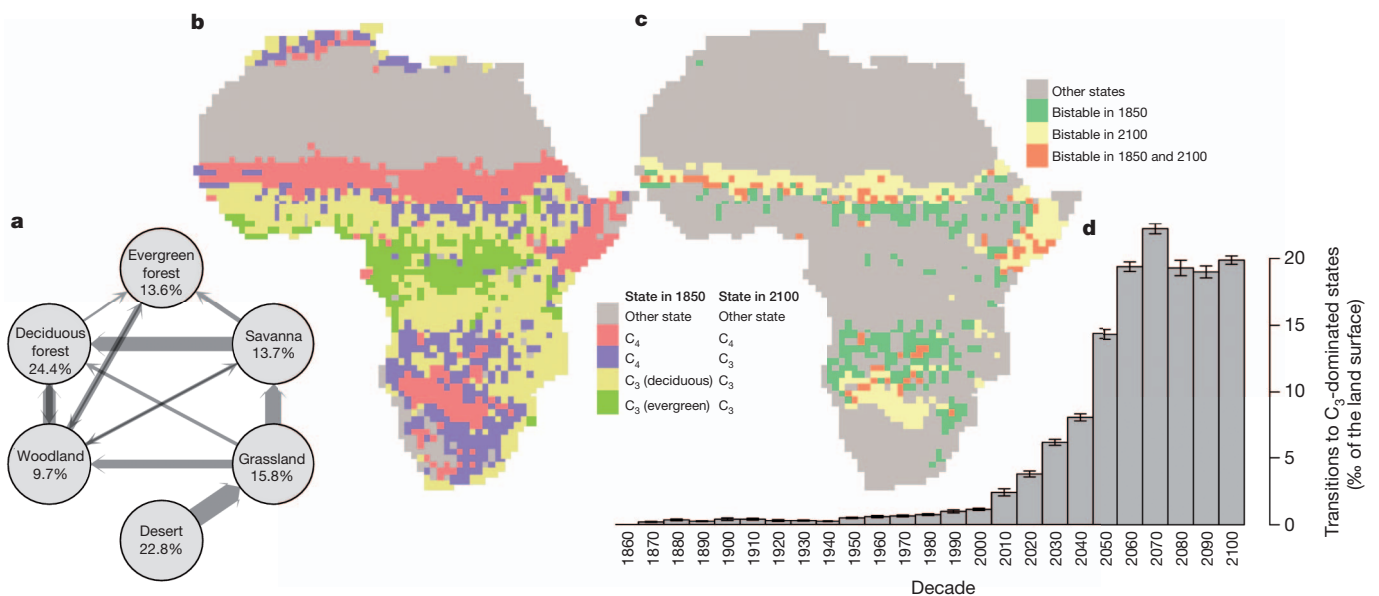 a
Evergreen
forest
13.6%
Deciduous
forest
24.4%
Savanna
13.7%
Woodland
9.7%
Grassland
15.8%
Desert
22.8%
b
State in 1850 State in 2100
Other state Other state
C₄ C₄
C₄ C₃
C₃ (deciduous) C₃
C₃ (evergreen) C₃
c
Other states
Bistable in 1850
Bistable in 2100
Bistable in 1850 and 2100
d
20
15
10
5
0
Transitions to C₃-dominated states
(‰ of the land surface)
1860 1870 1880 1890 1900 1910 1920 1930 1940 1950 1960 1970 1980 1990 2000 2010 2020 2030 2040 2050 2060 2070 2080 2090 2100
Decade